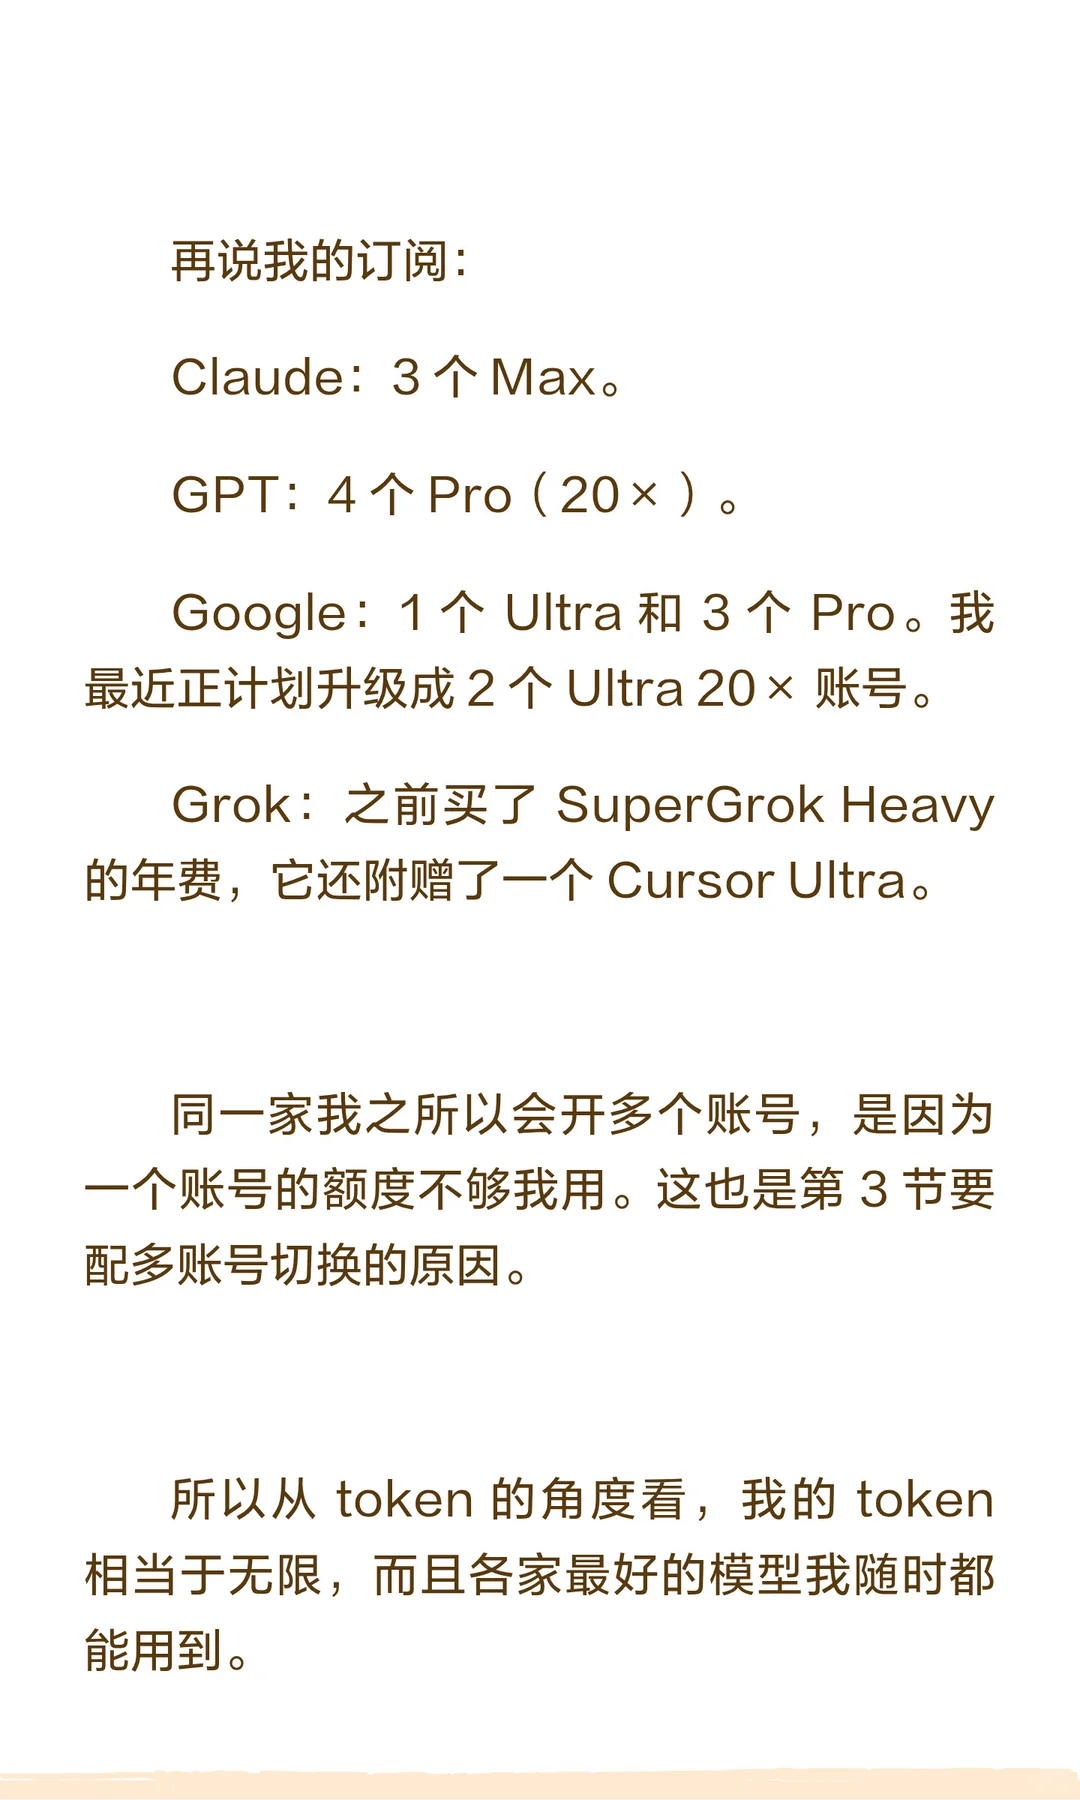 再说我的订阅：
Claude：3 个 Max。
GPT：4 个 Pro（20×）。
Google：1 个 Ultra 和 3 个 Pro。我
最近正计划升级成 2 个 Ultra 20× 账号。
Grok：之前买了 SuperGrok Heavy
的年费，它还附赠了一个 Cursor Ultra。
同一家我之所以会开多个账号，是因为
一个账号的额度不够我用。这也是第 3 节要
配多账号切换的原因。
所以从 token 的角度看，我的 token
相当于无限，而且各家最好的模型我随时都
能用到。